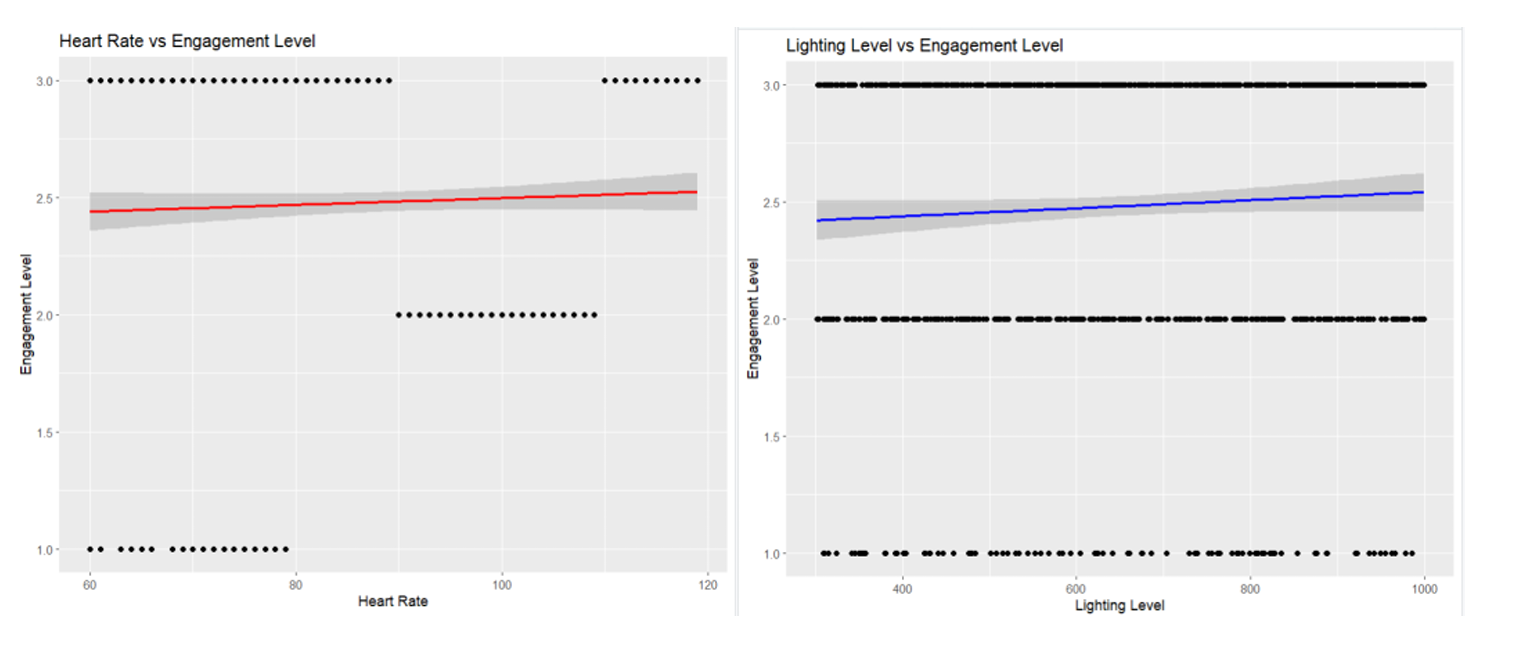 Heart Rate vs Engagement Level
3.0
2.5
2.0
1.5
1.0
Engagement Level
60 80 100 120
Heart Rate
Lighting Level vs Engagement Level
3.0
2.5
2.0
1.5
1.0
Engagement Level
400 600 800 1000
Lighting Level